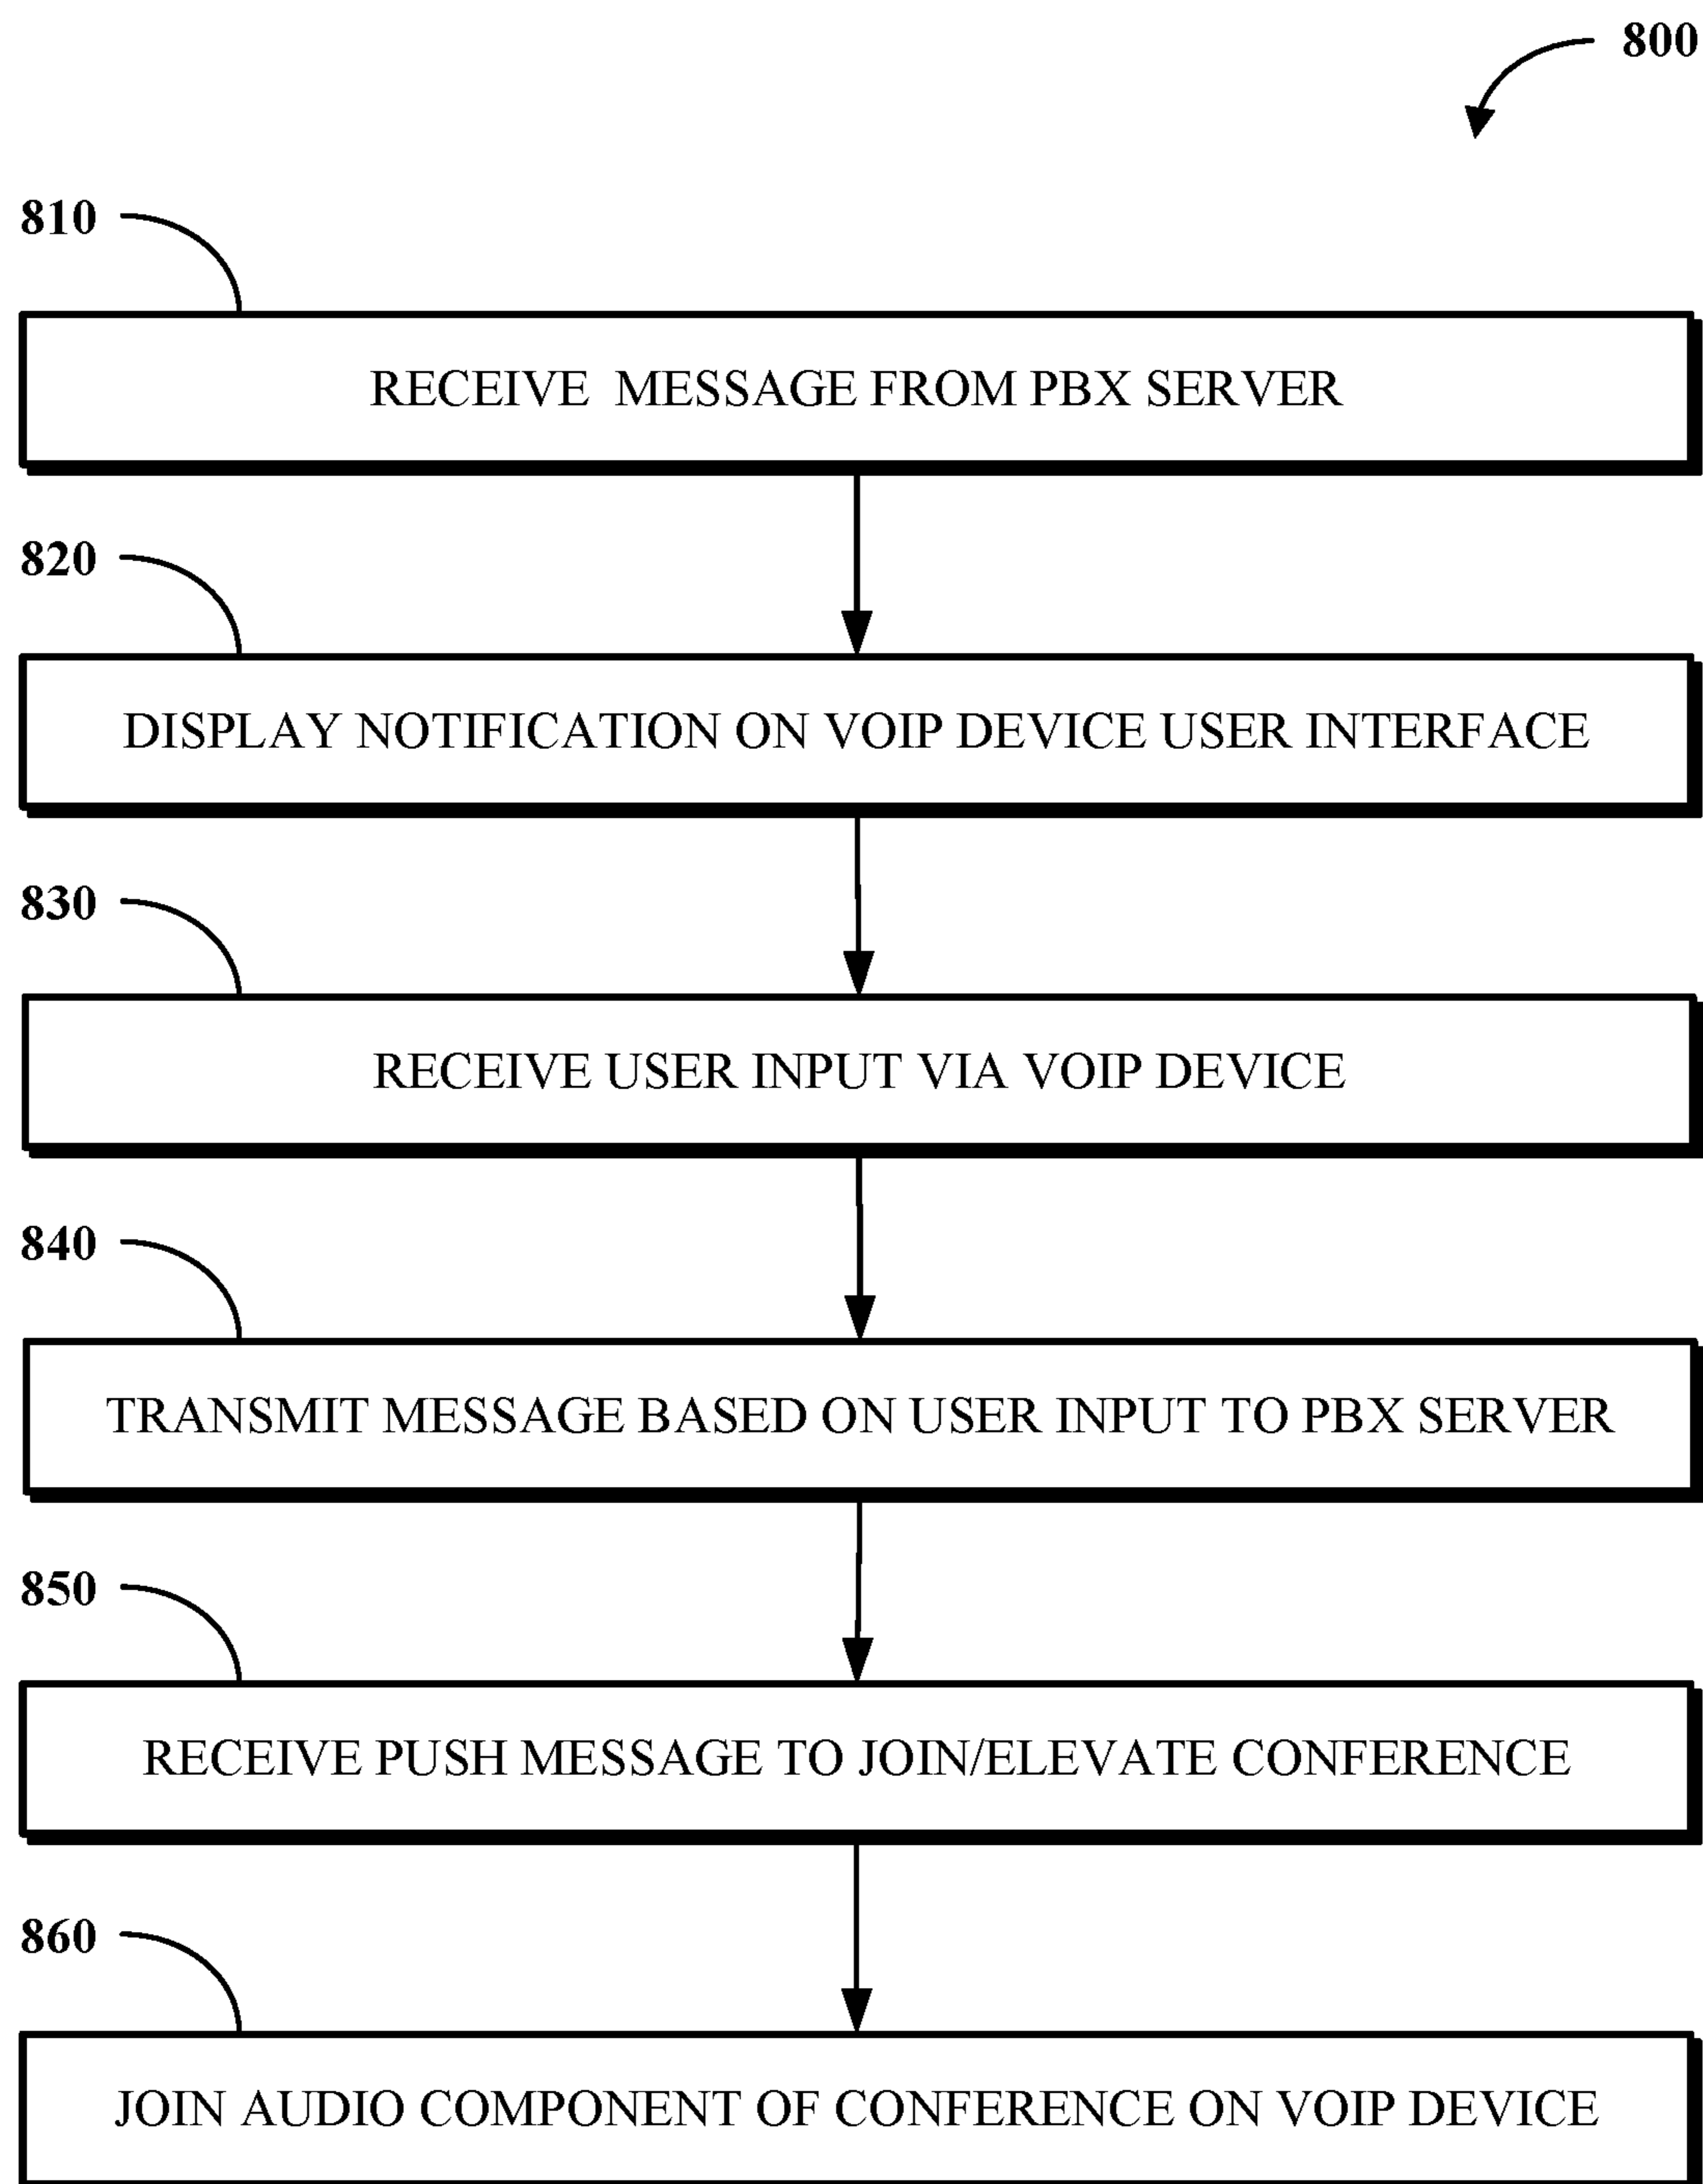 800
810
RECEIVE MESSAGE FROM PBX SERVER
820
DISPLAY NOTIFICATION ON VOIP DEVICE USER INTERFACE
830
RECEIVE USER INPUT VIA VOIP DEVICE
840
TRANSMIT MESSAGE BASED ON USER INPUT TO PBX SERVER
850
RECEIVE PUSH MESSAGE TO JOIN/ELEVATE CONFERENCE
860
JOIN AUDIO COMPONENT OF CONFERENCE ON VOIP DEVICE